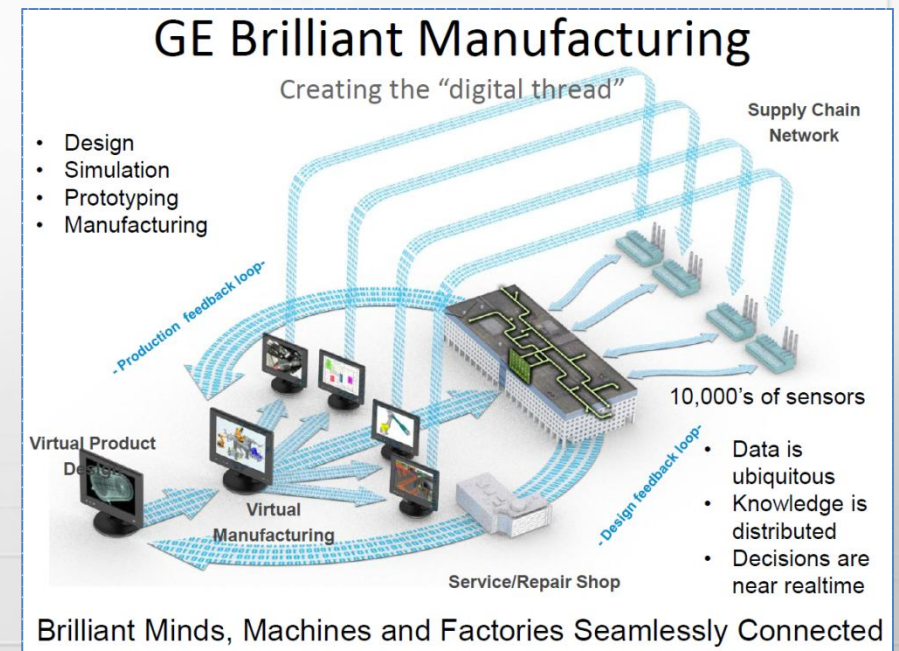 GE Brilliant Manufacturing
Creating the “digital thread”
Supply Chain
Network
• Design
• Simulation
• Prototyping
• Manufacturing
- Production feedback loop-
10,000’s of sensors
Virtual Product
Design
Virtual
Manufacturing
- Design feedback loop-
• Data is
ubiquitous
• Knowledge is
distributed
• Decisions are
near realtime
Service/Repair Shop
Brilliant Minds, Machines and Factories Seamlessly Connected